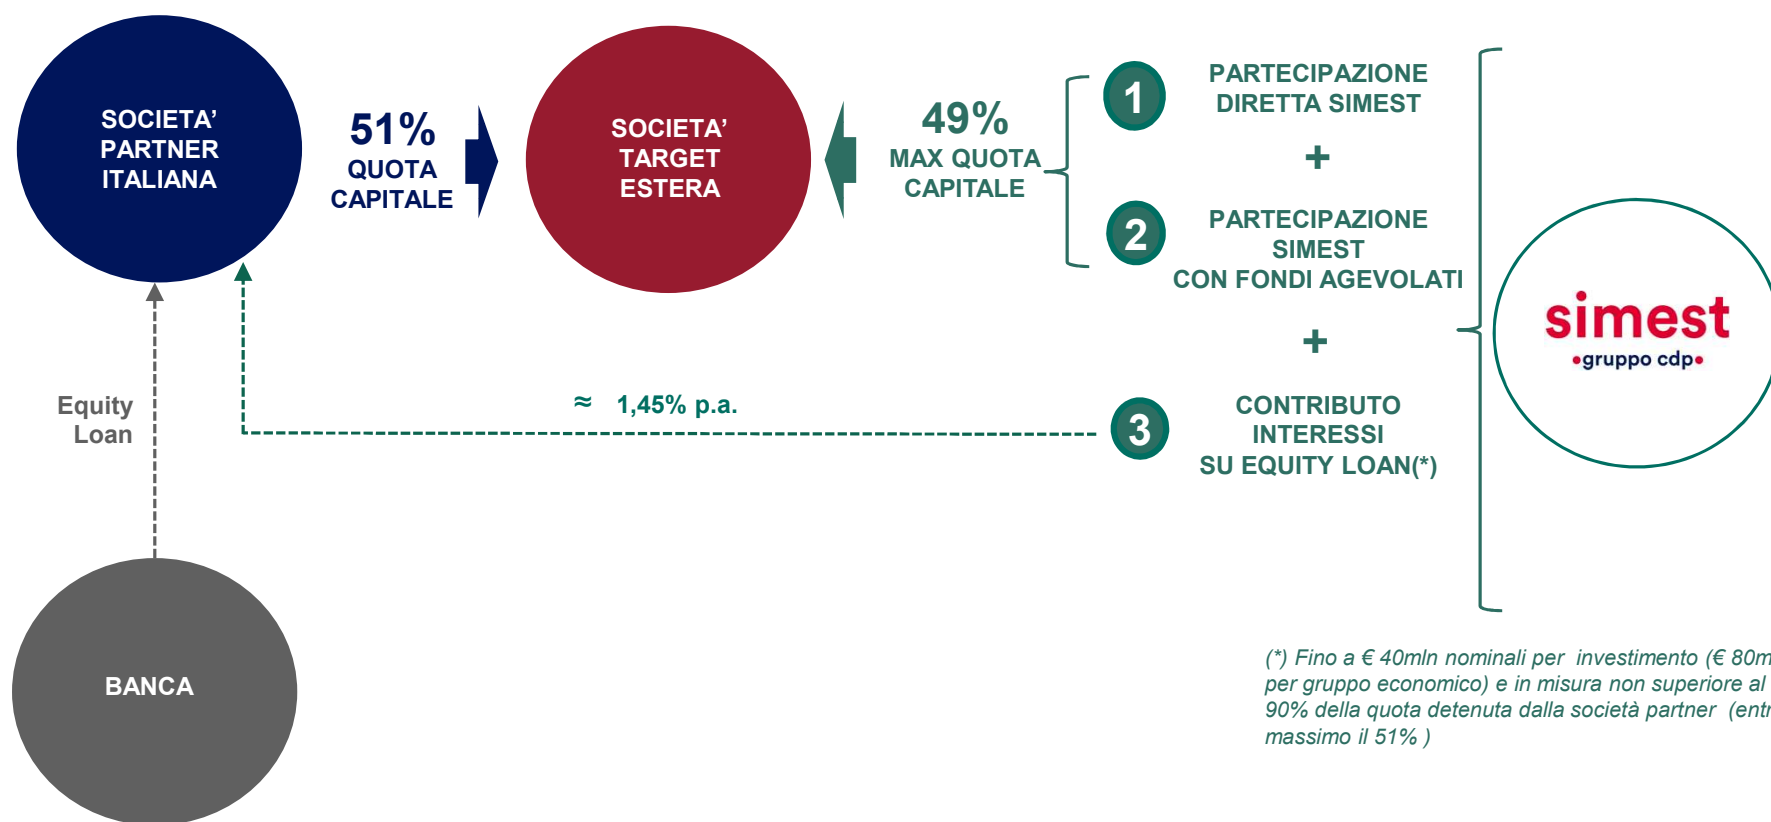 SOCIETA’
PARTNER
ITALIANA
51%
QUOTA
CAPITALE
SOCIETA’
TARGET
ESTERA
49%
MAX QUOTA
CAPITALE
1
PARTECIPAZIONE
DIRETTA SIMEST
+
2
PARTECIPAZIONE
SIMEST
CON FONDI AGEVOLATI
+
3
CONTRIBUTO
INTERESSI
SU EQUITY LOAN(*)
simest
•gruppo cdp•
≈ 1,45% p.a.
Equity
Loan
BANCA
(*) Fino a € 40mln nominali per investimento (€ 80m
per gruppo economico) e in misura non superiore al
90% della quota detenuta dalla società partner (entr
massimo il 51% )